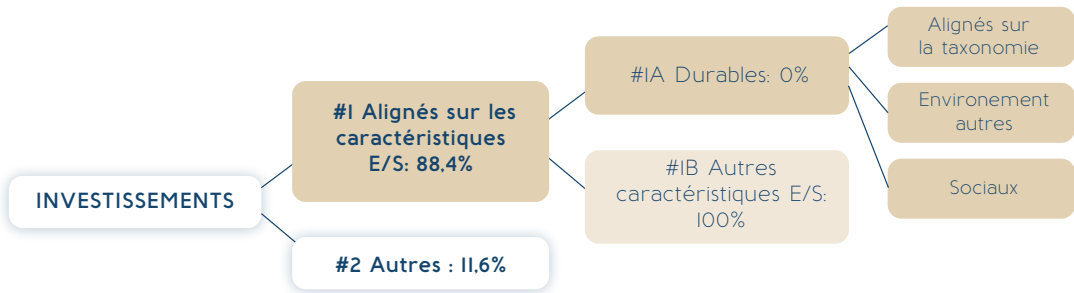 INVESTISSEMENTS
#1 Alignés sur les
caractéristiques
E/S: 88,4%
#2 Autres : 11,6%
#1A Durables: 0%
#1B Autres
caractéristiques E/S:
100%
Alignés sur
la taxonomie
Environement
autres
Sociaux